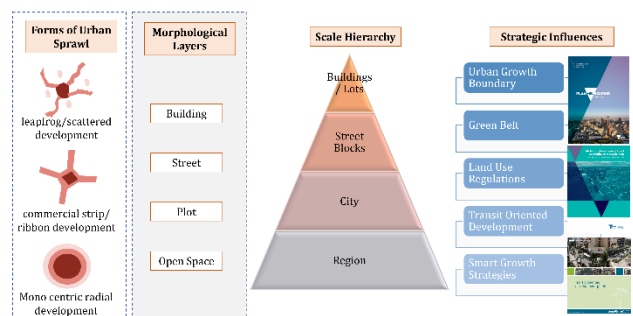 Forms of Urban
Sprawl
leapfrog/scattered
development
commercial strip/
ribbon development
Mono centric radial
development
Morphological
Layers
Building
Street
Plot
Open Space
Scale Hierarchy
Buildings
/ Lots
Street
Blocks
City
Region
Strategic Influences
Urban Growth
Boundary
Green Belt
Land Use
Regulations
Transit Oriented
Development
Smart Growth
Strategies